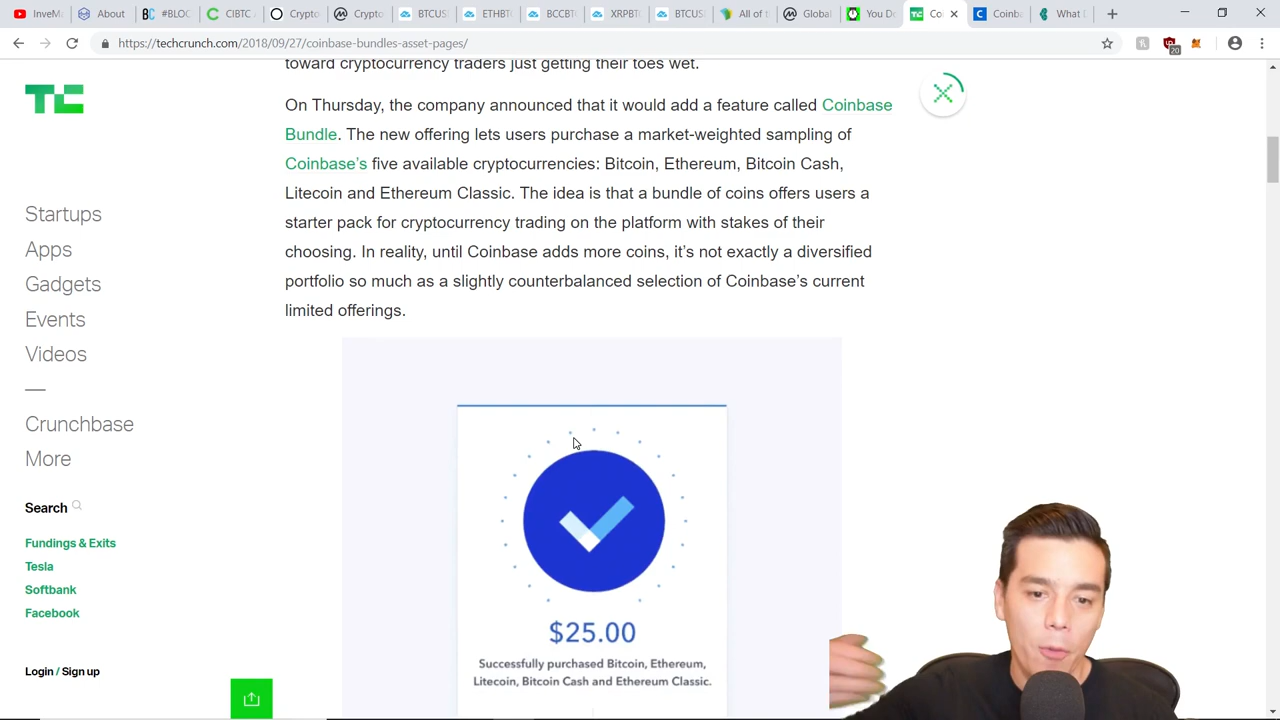 InveM
About
#BLOC
CIBTC
Crypto
Crypto
BTCUS
ETHBT
BCCBT
XRPBT
BTCUS
All of t
Global
You D
Co
Coinb
What I
https://techcrunch.com/2018/09/27/coinbase-bundles-asset-pages/
20
TC
toward cryptocurrency traders just getting their toes wet.
On Thursday, the company announced that it would add a feature called Coinbase
Bundle. The new offering lets users purchase a market-weighted sampling of
Coinbase’s five available cryptocurrencies: Bitcoin, Ethereum, Bitcoin Cash,
Litecoin and Ethereum Classic. The idea is that a bundle of coins offers users a
starter pack for cryptocurrency trading on the platform with stakes of their
choosing. In reality, until Coinbase adds more coins, it’s not exactly a diversified
portfolio so much as a slightly counterbalanced selection of Coinbase’s current
limited offerings.
Startups
Apps
Gadgets
Events
Videos
—
Crunchbase
More
Search
Fundings & Exits
Tesla
Softbank
Facebook
Login / Sign up
$25.00
Successfully purchased Bitcoin, Ethereum,
Litecoin, Bitcoin Cash and Ethereum Classic.